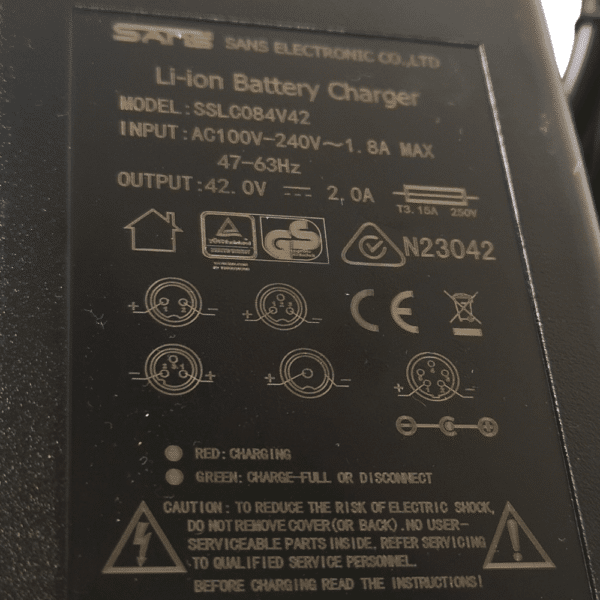 SANS SANS ELECTRONIC CO.,LTD
Li-ion Battery Charger
MODEL:SSLC084V42
INPUT:AC100V-240V~1.8A MAX
47-63Hz
OUTPUT:42.0V ⎓ 2.0A
T3.15A 250V
N23042
CE
RED:CHARGING
GREEN:CHARGE-FULL OR DISCONNECT
CAUTION: TO REDUCE THE RISK OF ELECTRIC SHOCK,
DO NOT REMOVE COVER(OR BACK).NO USER-
SERVICEABLE PARTS INSIDE. REFER SERVICING
TO QUALIFIED SERVICE PERSONNEL.
BEFORE CHARGING READ THE INSTRUCTIONS!